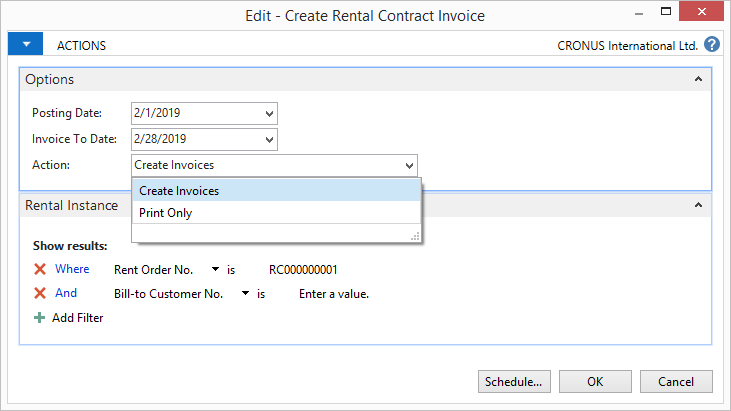 Edit - Create Rental Contract Invoice
ACTIONS CRONUS International Ltd. ?
Options
Posting Date: 2/1/2019
Invoice To Date: 2/28/2019
Action: Create Invoices
Create Invoices
Print Only
Rental Instance
Show results:
Where Rent Order No. is RC000000001
And Bill-to Customer No. is Enter a value.
Add Filter
Schedule... OK Cancel